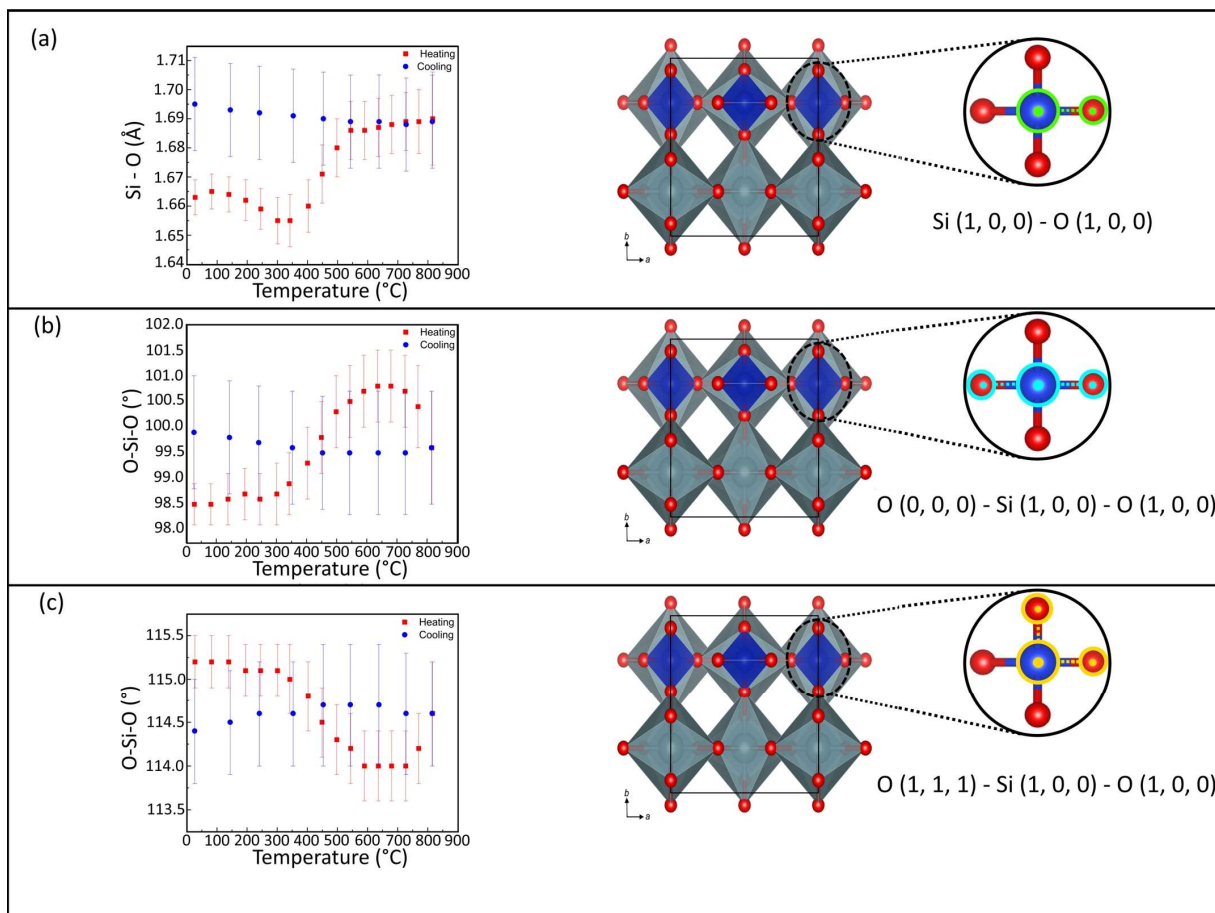 (a)
Si - O (Å)
1.71
1.70
1.69
1.68
1.67
1.66
1.65
1.64
Heating
Cooling
0 100 200 300 400 500 600 700 800 900
Temperature (°C)
b
a
Si (1, 0, 0) - O (1, 0, 0)
(b)
O-Si-O (°)
102.0
101.5
101.0
100.5
100.0
99.5
99.0
98.5
98.0
Heating
Cooling
0 100 200 300 400 500 600 700 800 900
Temperature (°C)
b
a
O (0, 0, 0) - Si (1, 0, 0) - O (1, 0, 0)
(c)
O-Si-O (°)
115.5
115.0
114.5
114.0
113.5
Heating
Cooling
0 100 200 300 400 500 600 700 800 900
Temperature (°C)
b
a
O (1, 1, 1) - Si (1, 0, 0) - O (1, 0, 0)